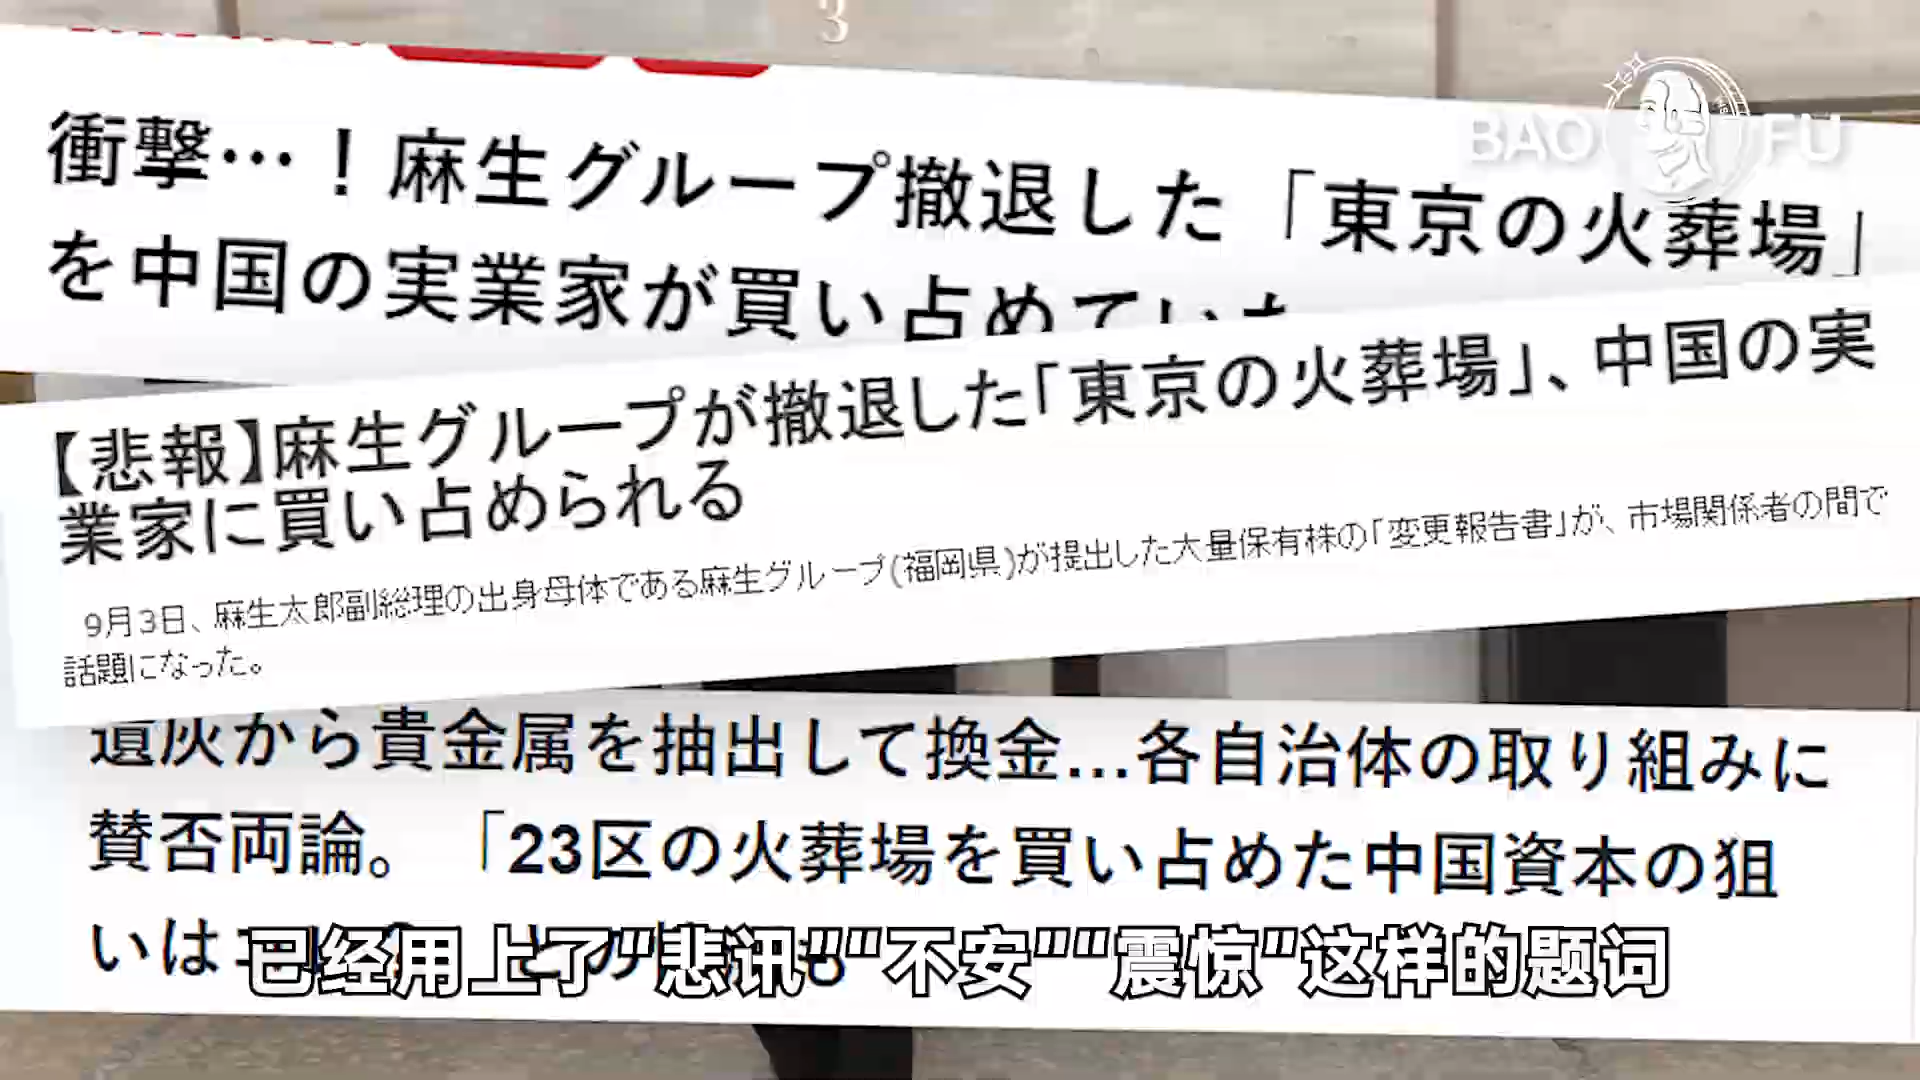 3
BAO FU
衝撃…！麻生グループ撤退した「東京の火葬場」
を中国の実業家が買い占めていた
【悲報】麻生グループが撤退した「東京の火葬場」、中国の実
業家に買い占められる
9月3日、麻生太郎副総理の出身母体である麻生グループ(福岡県)が提出した大量保有株の「変更報告書」が、市場関係者の間で
話題になった。
遺灰から貴金属を抽出して換金…各自治体の取り組みに
賛否両論。「23区の火葬場を買い占めた中国資本の狙
いは
已经用上了"悲讯""不安""震惊"这样的题词